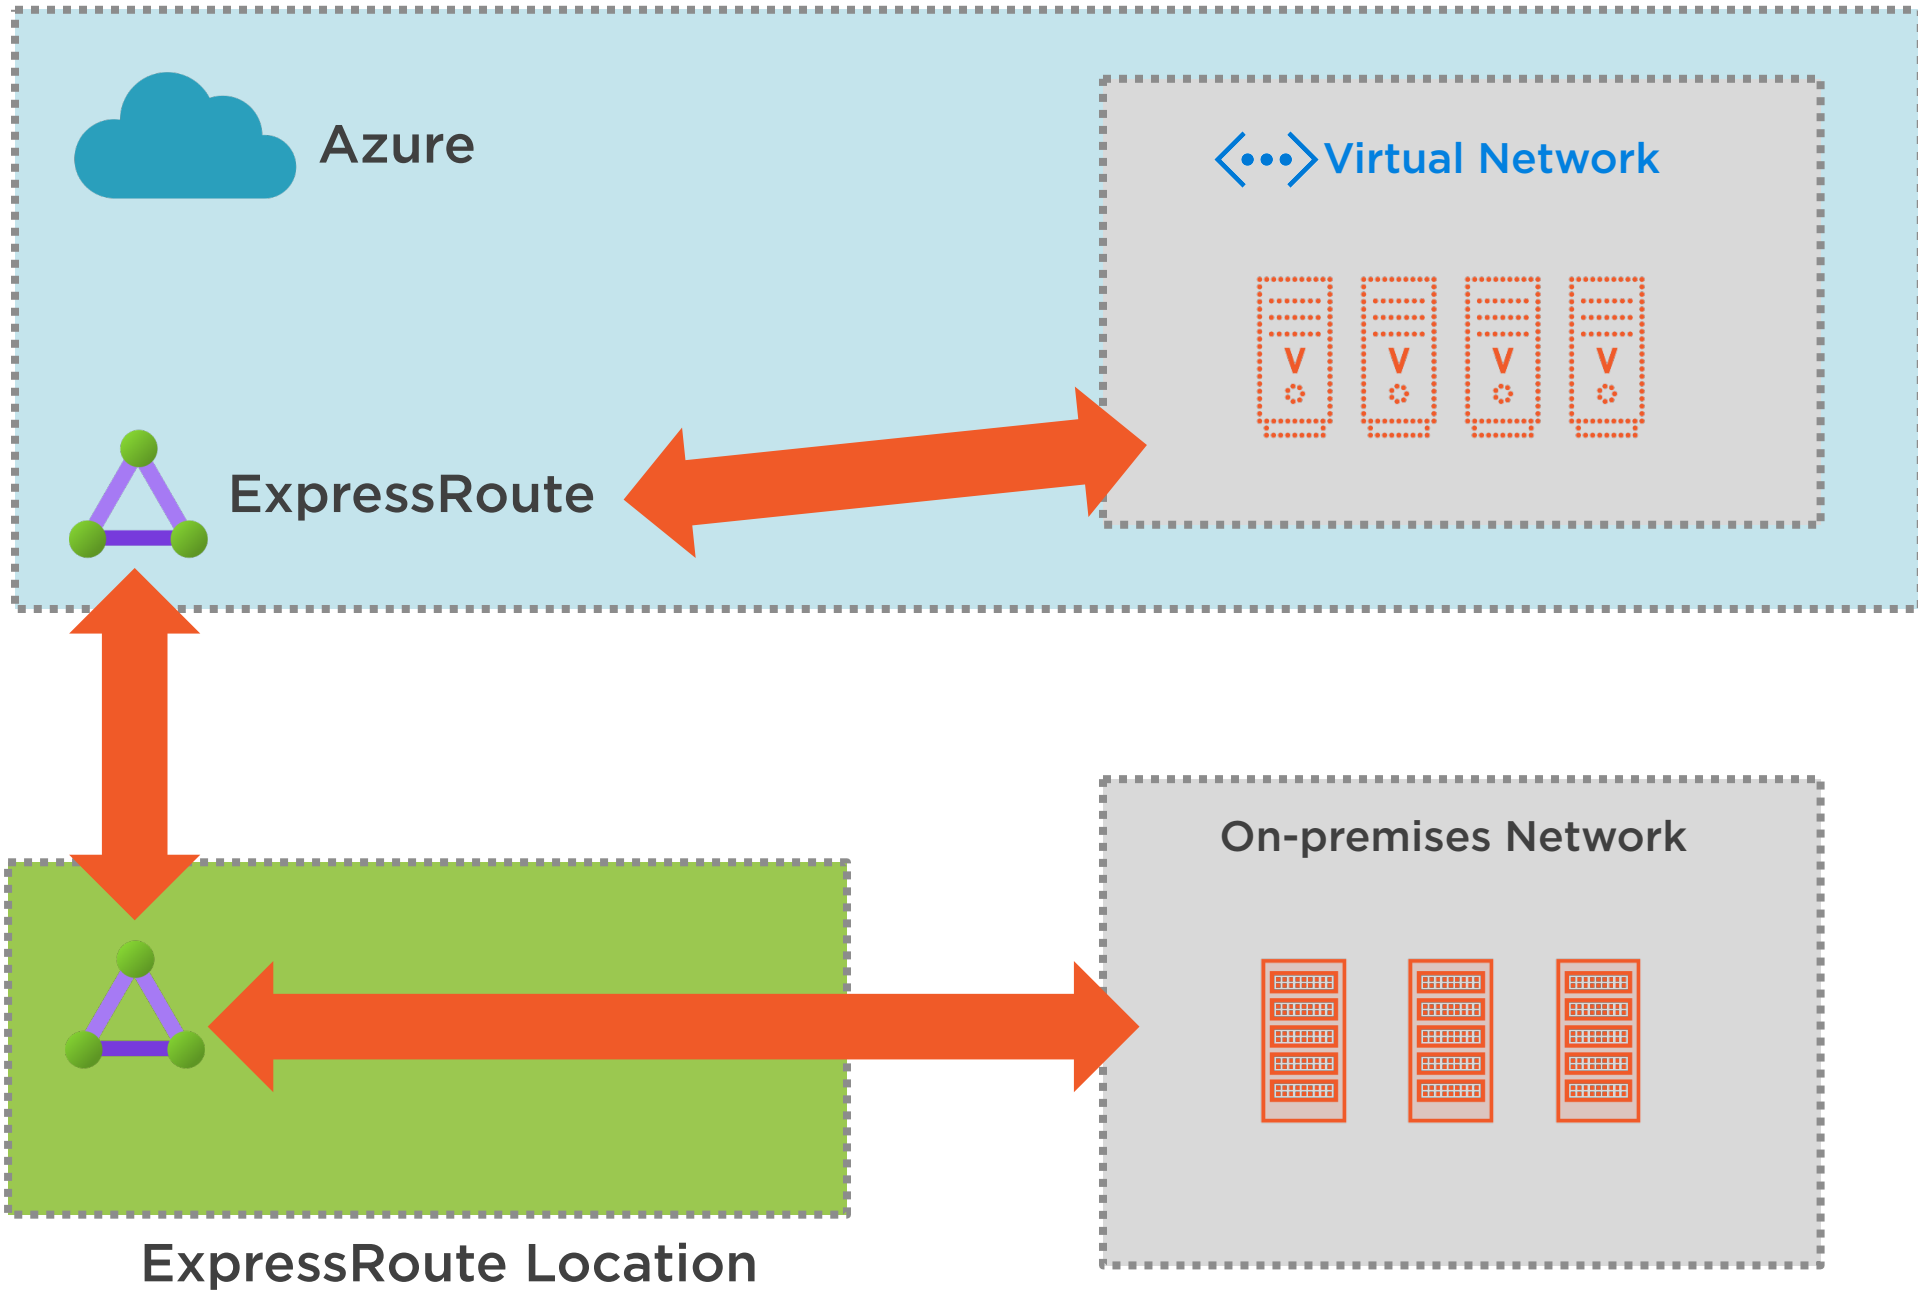 Azure
Virtual Network
V V V V
ExpressRoute
On-premises Network
ExpressRoute Location